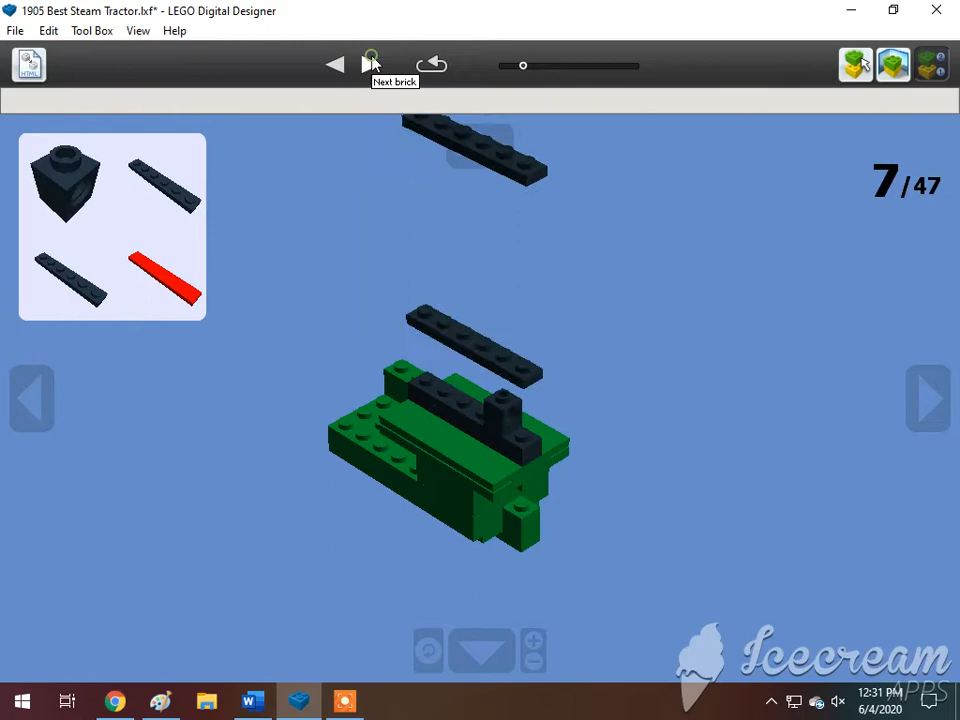 1905 Best Steam Tractor.lxf* - LEGO Digital Designer
File Edit Tool Box View Help
HTML
Next brick
7/47
Icecream
APPS
12:31 PM
6/4/2020